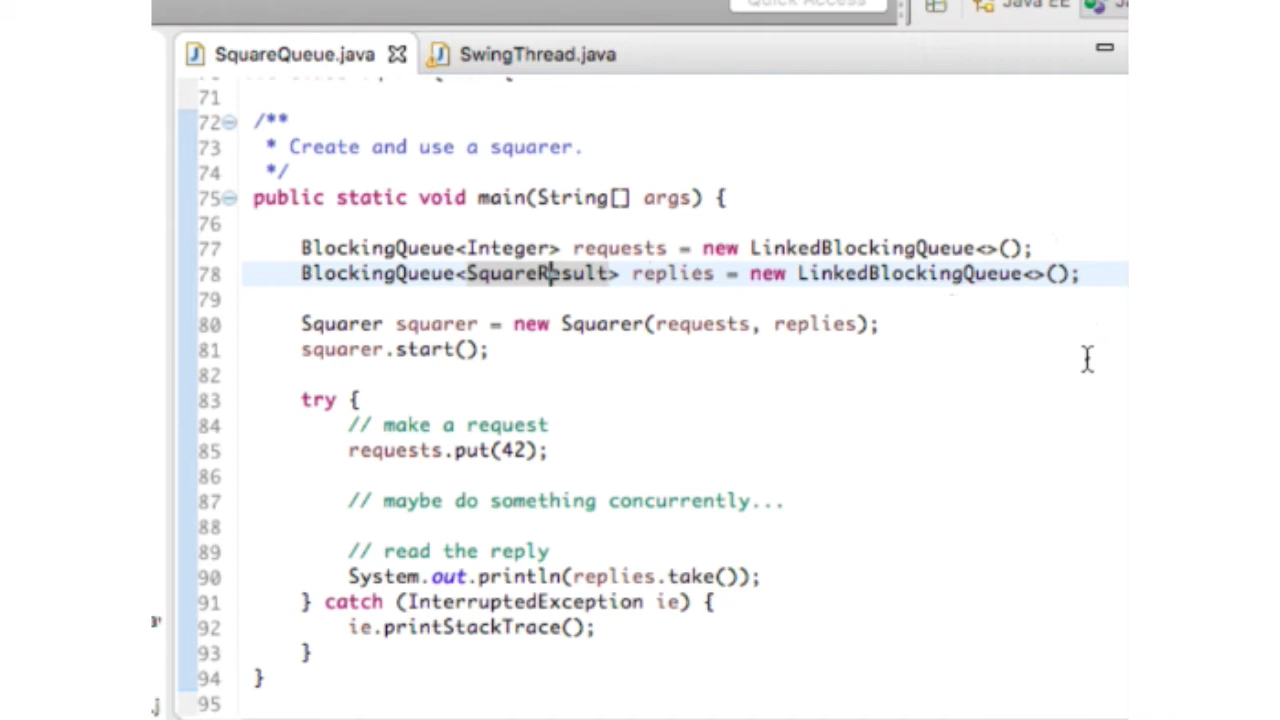 Quick Access
Java EE
SquareQueue.java
SwingThread.java
71
72 /**
73  * Create and use a squarer.
74  */
75 public static void main(String[] args) {
76
77     BlockingQueue<Integer> requests = new LinkedBlockingQueue<>();
78     BlockingQueue<SquareResult> replies = new LinkedBlockingQueue<>();
79
80     Squarer squarer = new Squarer(requests, replies);
81     squarer.start();
82
83     try {
84         // make a request
85         requests.put(42);
86
87         // maybe do something concurrently...
88
89         // read the reply
90         System.out.println(replies.take());
91     } catch (InterruptedException ie) {
92         ie.printStackTrace();
93     }
94 }
95